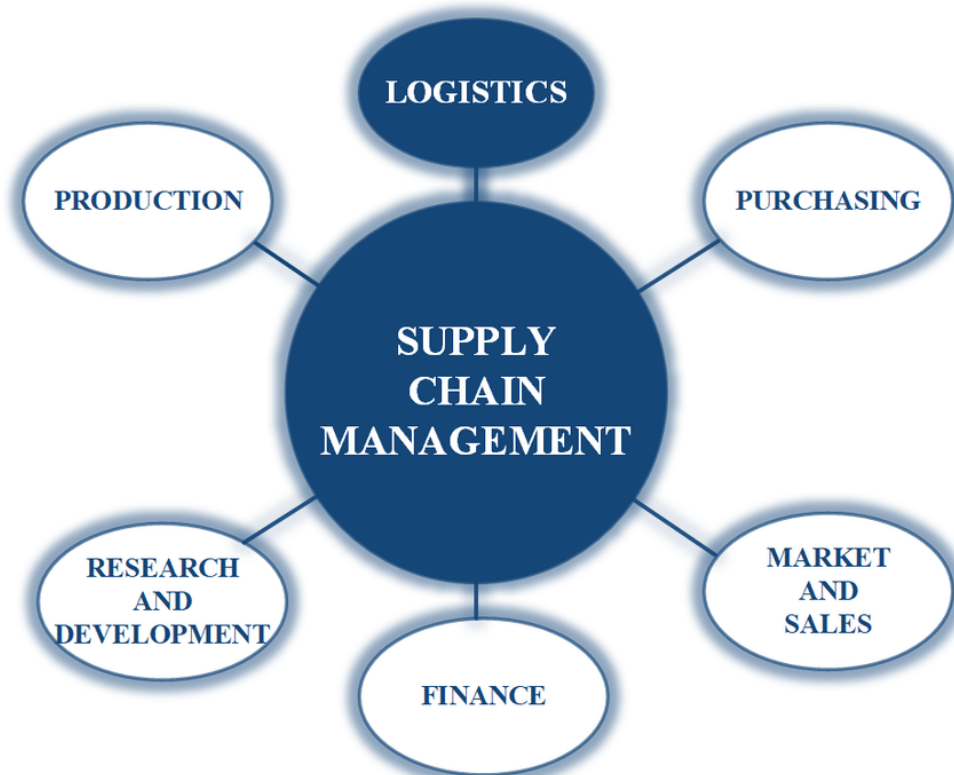 LOGISTICS
PRODUCTION
PURCHASING
SUPPLY
CHAIN
MANAGEMENT
RESEARCH
AND
DEVELOPMENT
MARKET
AND
SALES
FINANCE